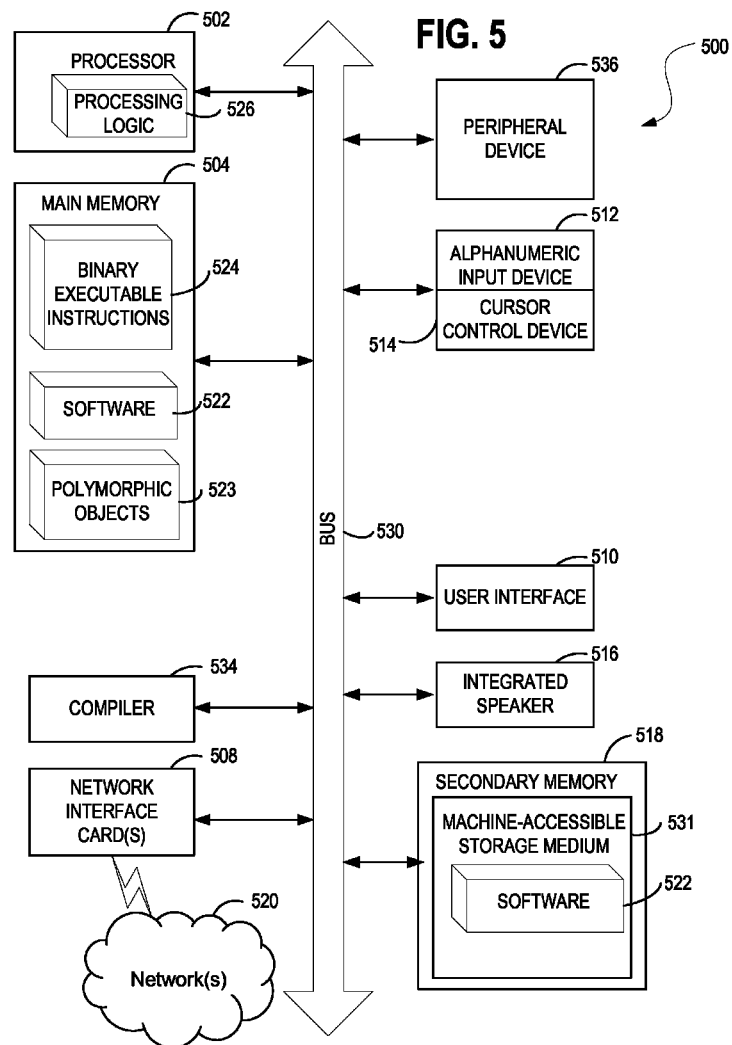 FIG. 5
500
502
PROCESSOR
PROCESSING
LOGIC
526
504
MAIN MEMORY
BINARY
EXECUTABLE
INSTRUCTIONS
524
SOFTWARE
522
POLYMORPHIC
OBJECTS
523
534
COMPILER
508
NETWORK
INTERFACE
CARD(S)
520
Network(s)
BUS
530
536
PERIPHERAL
DEVICE
512
ALPHANUMERIC
INPUT DEVICE
CURSOR
CONTROL DEVICE
514
510
USER INTERFACE
516
INTEGRATED
SPEAKER
518
SECONDARY MEMORY
MACHINE-ACCESSIBLE
STORAGE MEDIUM
531
SOFTWARE
522